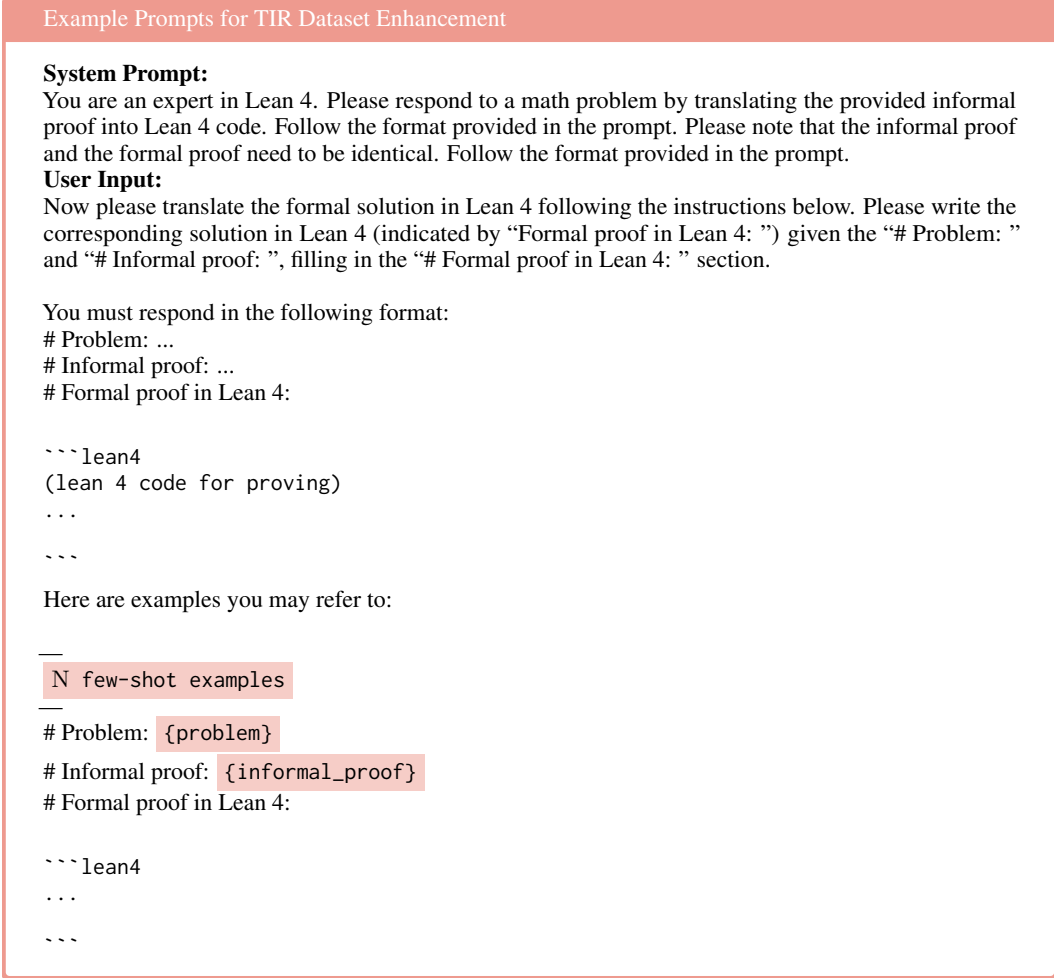 Example Prompts for TIR Dataset Enhancement
System Prompt:
You are an expert in Lean 4. Please respond to a math problem by translating the provided informal
proof into Lean 4 code. Follow the format provided in the prompt. Please note that the informal proof
and the formal proof need to be identical. Follow the format provided in the prompt.
User Input:
Now please translate the formal solution in Lean 4 following the instructions below. Please write the
corresponding solution in Lean 4 (indicated by “Formal proof in Lean 4: ”) given the “# Problem: ”
and “# Informal proof: ”, filling in the “# Formal proof in Lean 4: ” section.
You must respond in the following format:
# Problem: ...
# Informal proof: ...
# Formal proof in Lean 4:
```lean4
(lean 4 code for proving)
...
```
Here are examples you may refer to:
—
N few-shot examples
—
# Problem: {problem}
# Informal proof: {informal_proof}
# Formal proof in Lean 4:
```lean4
...
```